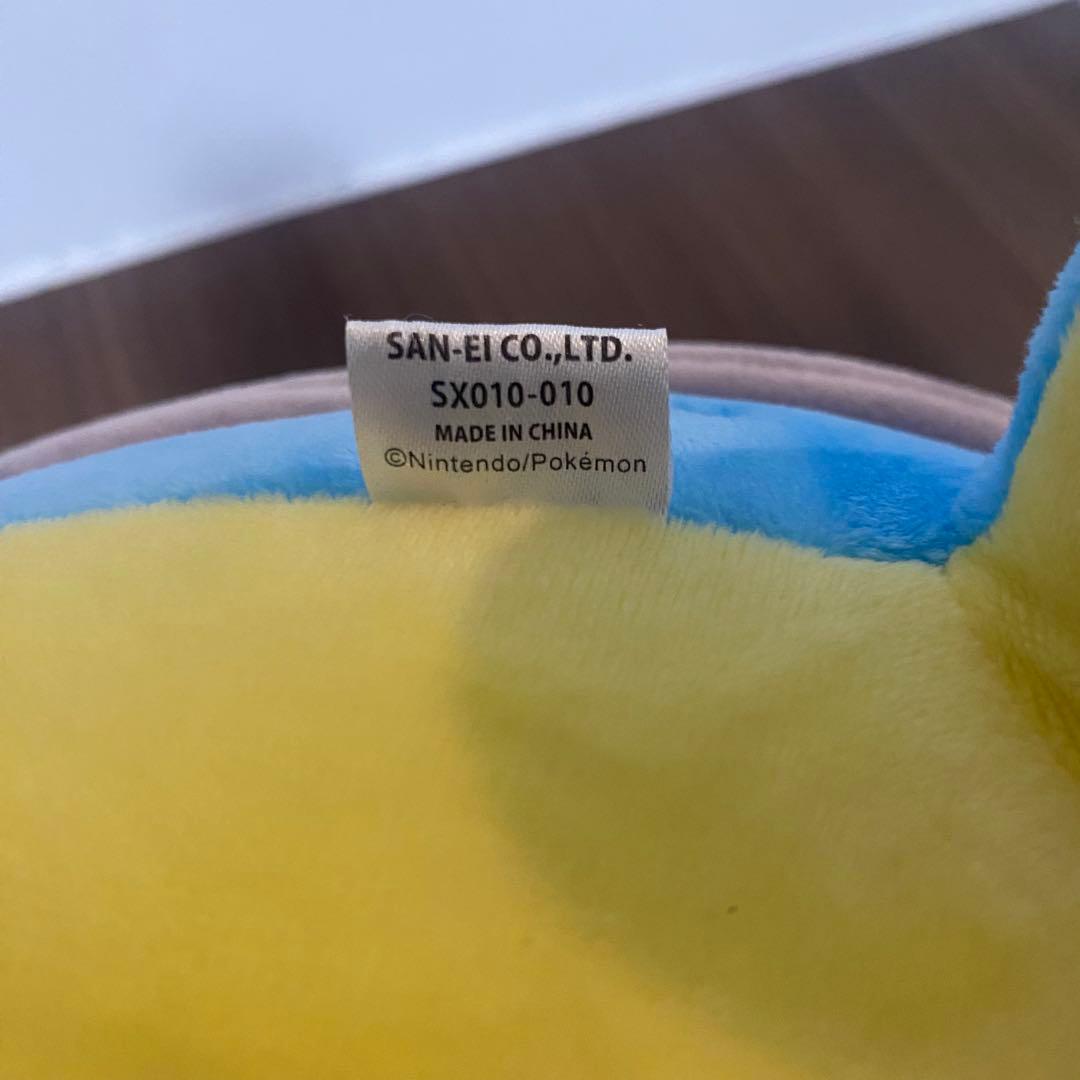 SAN-EI CO.,LTD.
SX010-010
MADE IN CHINA
©Nintendo/Pokémon